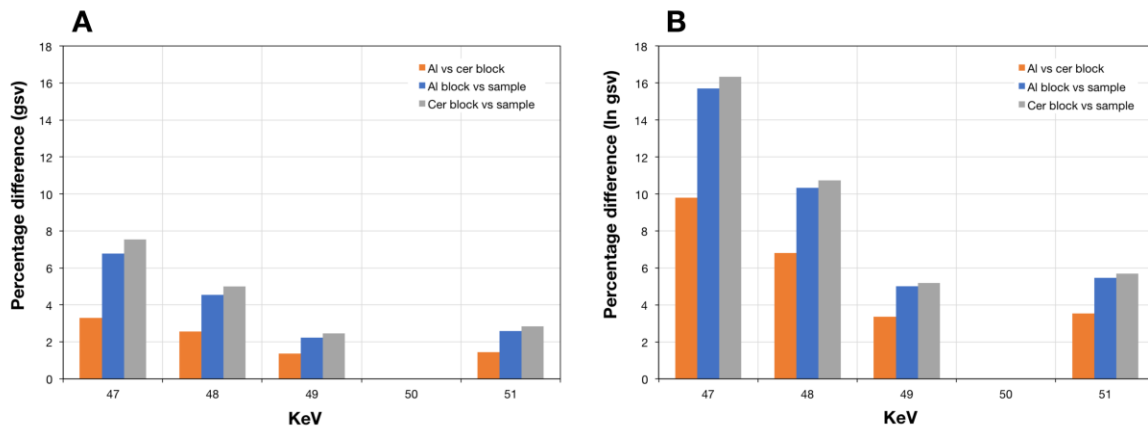 A
Percentage difference (gsv)
18
16
14
12
10
8
6
4
2
0
Al vs cer block
Al block vs sample
Cer block vs sample
47 48 49 50 51
KeV
B
Percentage difference (ln gsv)
18
16
14
12
10
8
6
4
2
0
Al vs cer block
Al block vs sample
Cer block vs sample
47 48 49 50 51
KeV